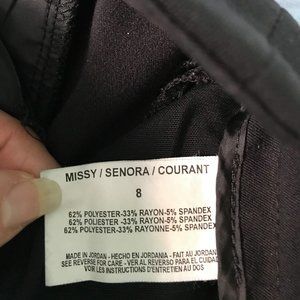 MISSY / SENORA / COURANT
8
62% POLYESTER-33% RAYON-5% SPANDEX
62% POLIESTER -33% RAYON-5% SPANDEX
62% POLYESTER-33% RAYONNE-5% SPANDEX
MADE IN JORDAN - HECHO EN JORDANIA - FAIT AU JORDAN
SEE REVERSE FOR CARE - VER AL REVERSO PARA EL CUIDADO
VOIR LES INSTRUCTIONS D'ENTRETIEN AU DOS